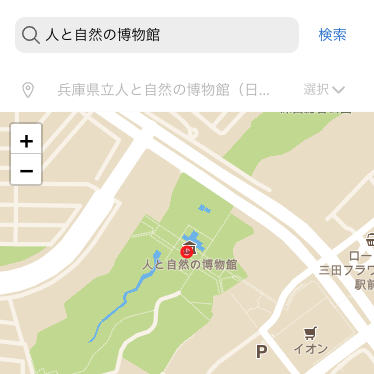 人と自然の博物館
検索
兵庫県立人と自然の博物館（日...
選択
+
−
人と自然の博物館
ロー
三田フラワ
駅前
イオン
P